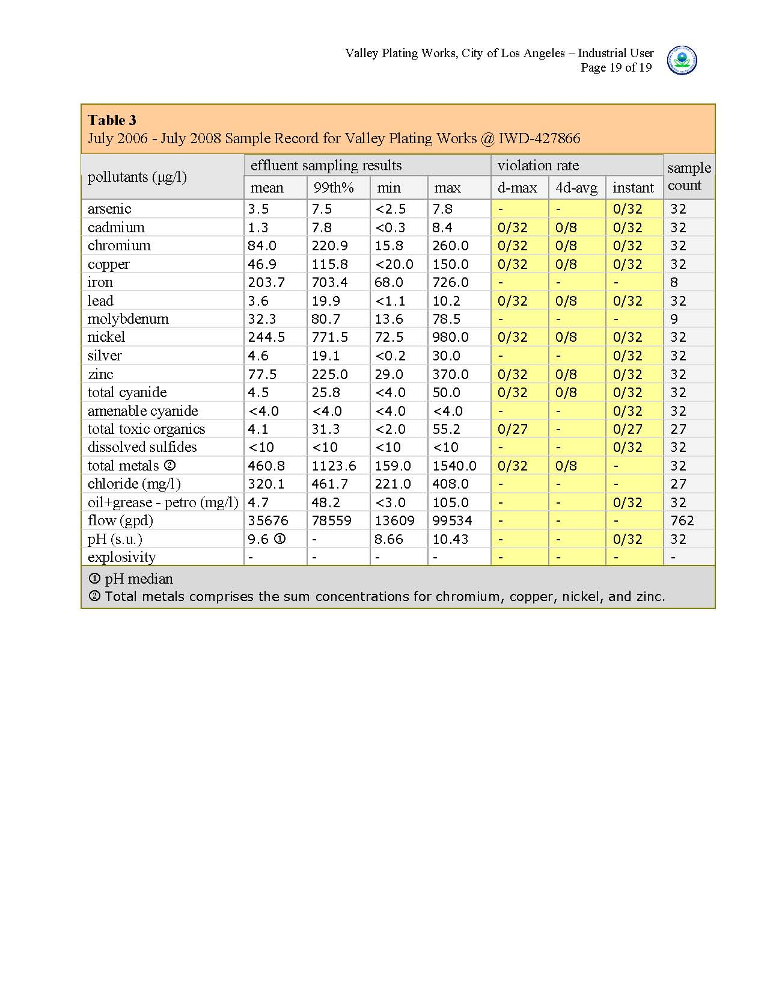 Valley Plating Works, City of Los Angeles – Industrial User
Page 19 of 19
Table 3
July 2006 - July 2008 Sample Record for Valley Plating Works @ IWD-427866
pollutants (µg/l) effluent sampling results violation rate sample count
mean 99th% min max d-max 4d-avg instant
arsenic 3.5 7.5 <2.5 7.8 - - 0/32 32
cadmium 1.3 7.8 <0.3 8.4 0/32 0/8 0/32 32
chromium 84.0 220.9 15.8 260.0 0/32 0/8 0/32 32
copper 46.9 115.8 <20.0 150.0 0/32 0/8 0/32 32
iron 203.7 703.4 68.0 726.0 - - - 8
lead 3.6 19.9 <1.1 10.2 0/32 0/8 0/32 32
molybdenum 32.3 80.7 13.6 78.5 - - - 9
nickel 244.5 771.5 72.5 980.0 0/32 0/8 0/32 32
silver 4.6 19.1 <0.2 30.0 - - 0/32 32
zinc 77.5 225.0 29.0 370.0 0/32 0/8 0/32 32
total cyanide 4.5 25.8 <4.0 50.0 0/32 0/8 0/32 32
amenable cyanide <4.0 <4.0 <4.0 <4.0 - - 0/32 32
total toxic organics 4.1 31.3 <2.0 55.2 0/27 - 0/27 27
dissolved sulfides <10 <10 <10 <10 - - 0/32 32
total metals ② 460.8 1123.6 159.0 1540.0 0/32 0/8 - 32
chloride (mg/l) 320.1 461.7 221.0 408.0 - - - 27
oil+grease - petro (mg/l) 4.7 48.2 <3.0 105.0 - - 0/32 32
flow (gpd) 35676 78559 13609 99534 - - - 762
pH (s.u.) 9.6 ① - 8.66 10.43 - - 0/32 32
explosivity - - - - - - - -
① pH median
② Total metals comprises the sum concentrations for chromium, copper, nickel, and zinc.